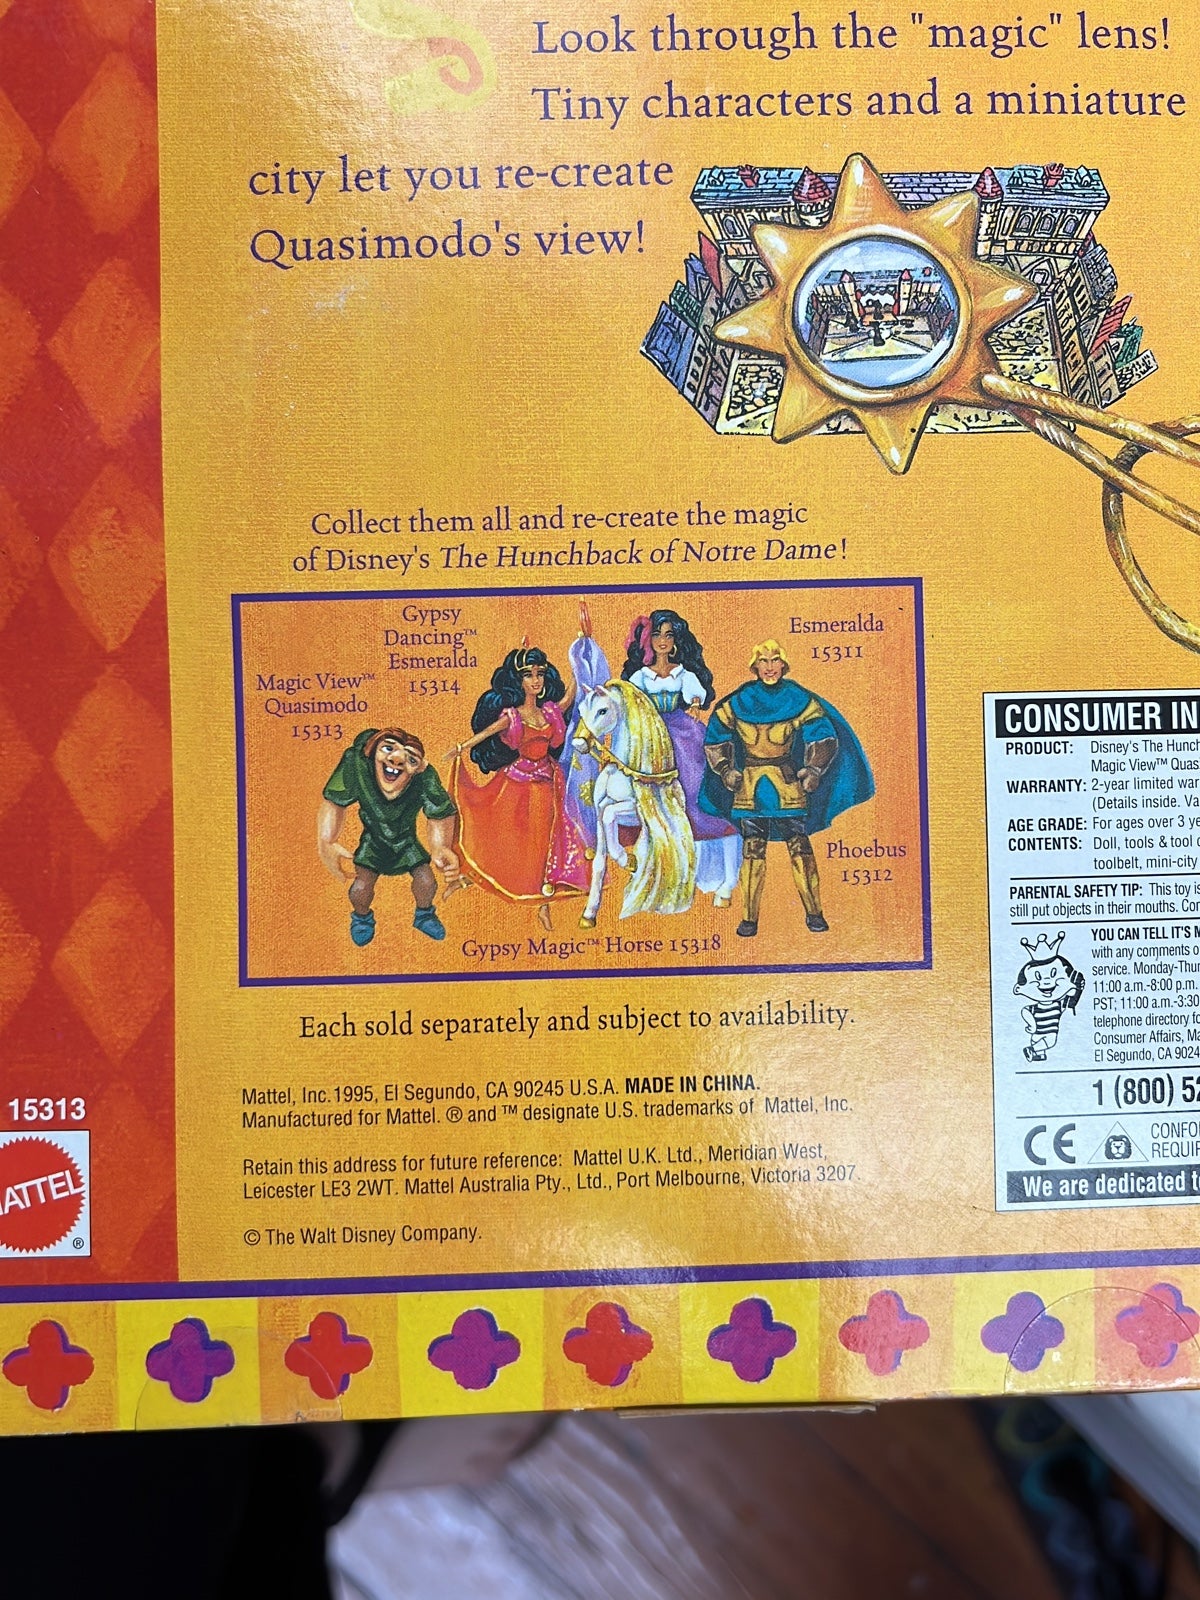 Look through the "magic" lens!
Tiny characters and a miniature
city let you re-create
Quasimodo's view!
Collect them all and re-create the magic
of Disney's The Hunchback of Notre Dame!
Gypsy
Dancing™
Esmeralda
15314
Magic View™
Quasimodo
15313
Esmeralda
15311
Phoebus
15312
Gypsy Magic™ Horse 15318
Each sold separately and subject to availability.
Mattel, Inc. 1995, El Segundo, CA 90245 U.S.A. MADE IN CHINA.
Manufactured for Mattel. ® and ™ designate U.S. trademarks of Mattel, Inc.
Retain this address for future reference: Mattel U.K. Ltd., Meridian West,
Leicester LE3 2WT. Mattel Australia Pty., Ltd., Port Melbourne, Victoria 3207.
© The Walt Disney Company.
15313
MATTEL
®
CONSUMER IN
PRODUCT: Disney's The Hunch
Magic View™ Quas
WARRANTY: 2-year limited war
(Details inside. Va
AGE GRADE: For ages over 3 ye
CONTENTS: Doll, tools & tool
toolbelt, mini-city
PARENTAL SAFETY TIP: This toy is
still put objects in their mouths. Con
YOU CAN TELL IT'S M
with any comments o
service. Monday-Thur
11:00 a.m.-8:00 p.m.
PST; 11:00 a.m.-3:30
telephone directory fo
Consumer Affairs, Ma
El Segundo, CA 9024
1 (800) 52
CE
CONFO
REQUIR
We are dedicated to